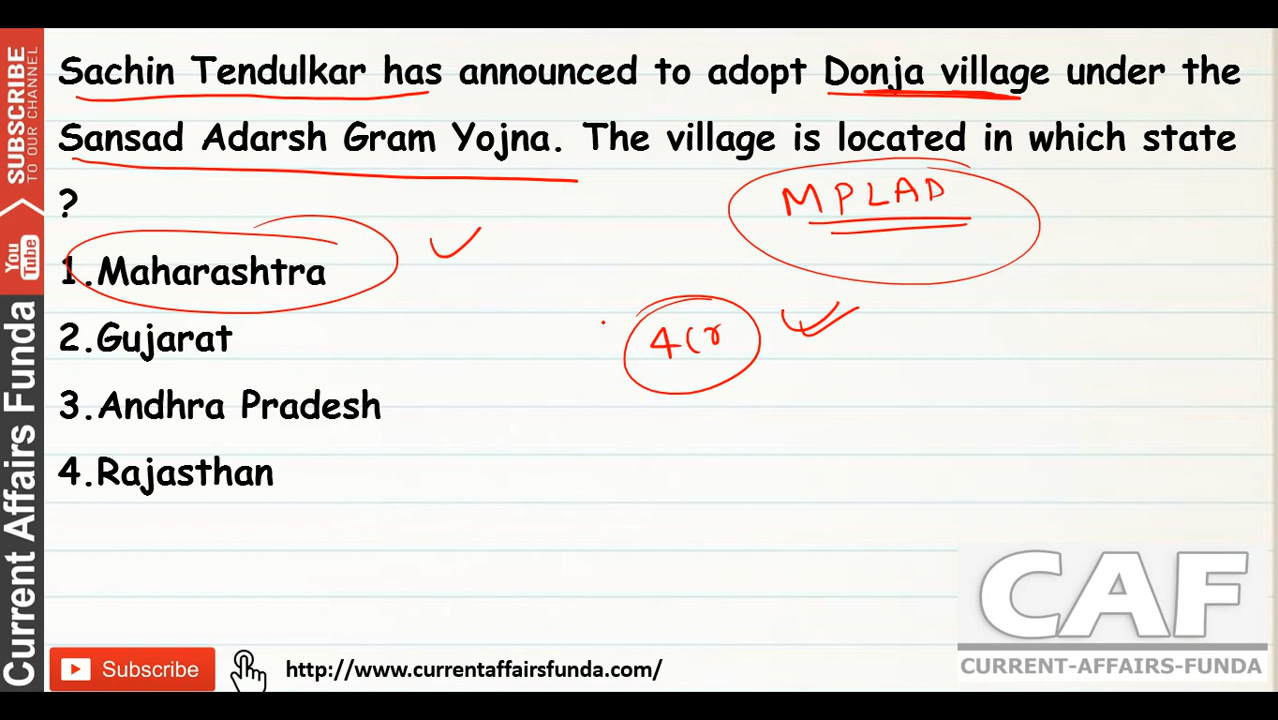 Sachin Tendulkar has announced to adopt Donja village under the
Sansad Adarsh Gram Yojna. The village is located in which state
?
MPLAD
1.Maharashtra
2.Gujarat
4Cr
3.Andhra Pradesh
4.Rajasthan
SUBSCRIBE
TO OUR CHANNEL
You
Tube
Current Affairs Funda
CAF
CURRENT-AFFAIRS-FUNDA
Subscribe
http://www.currentaffairsfunda.com/